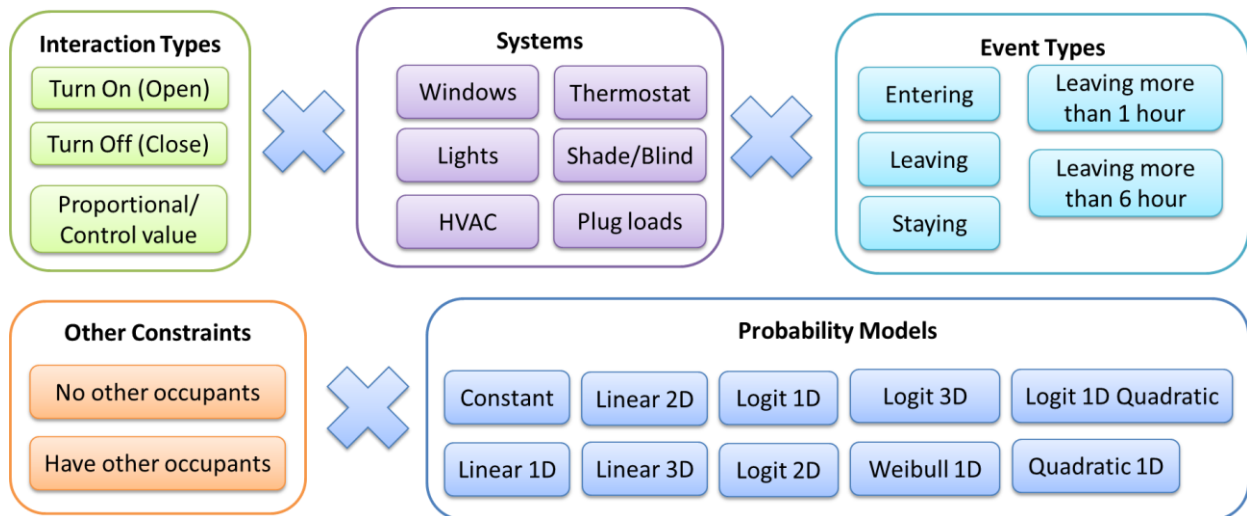 Interaction Types
Turn On (Open)
Turn Off (Close)
Proportional/
Control value
Systems
Windows
Thermostat
Lights
Shade/Blind
HVAC
Plug loads
Event Types
Entering
Leaving more
than 1 hour
Leaving
Leaving more
than 6 hour
Staying
Other Constraints
No other occupants
Have other occupants
Probability Models
Constant
Linear 2D
Logit 1D
Logit 3D
Logit 1D Quadratic
Linear 1D
Linear 3D
Logit 2D
Weibull 1D
Quadratic 1D